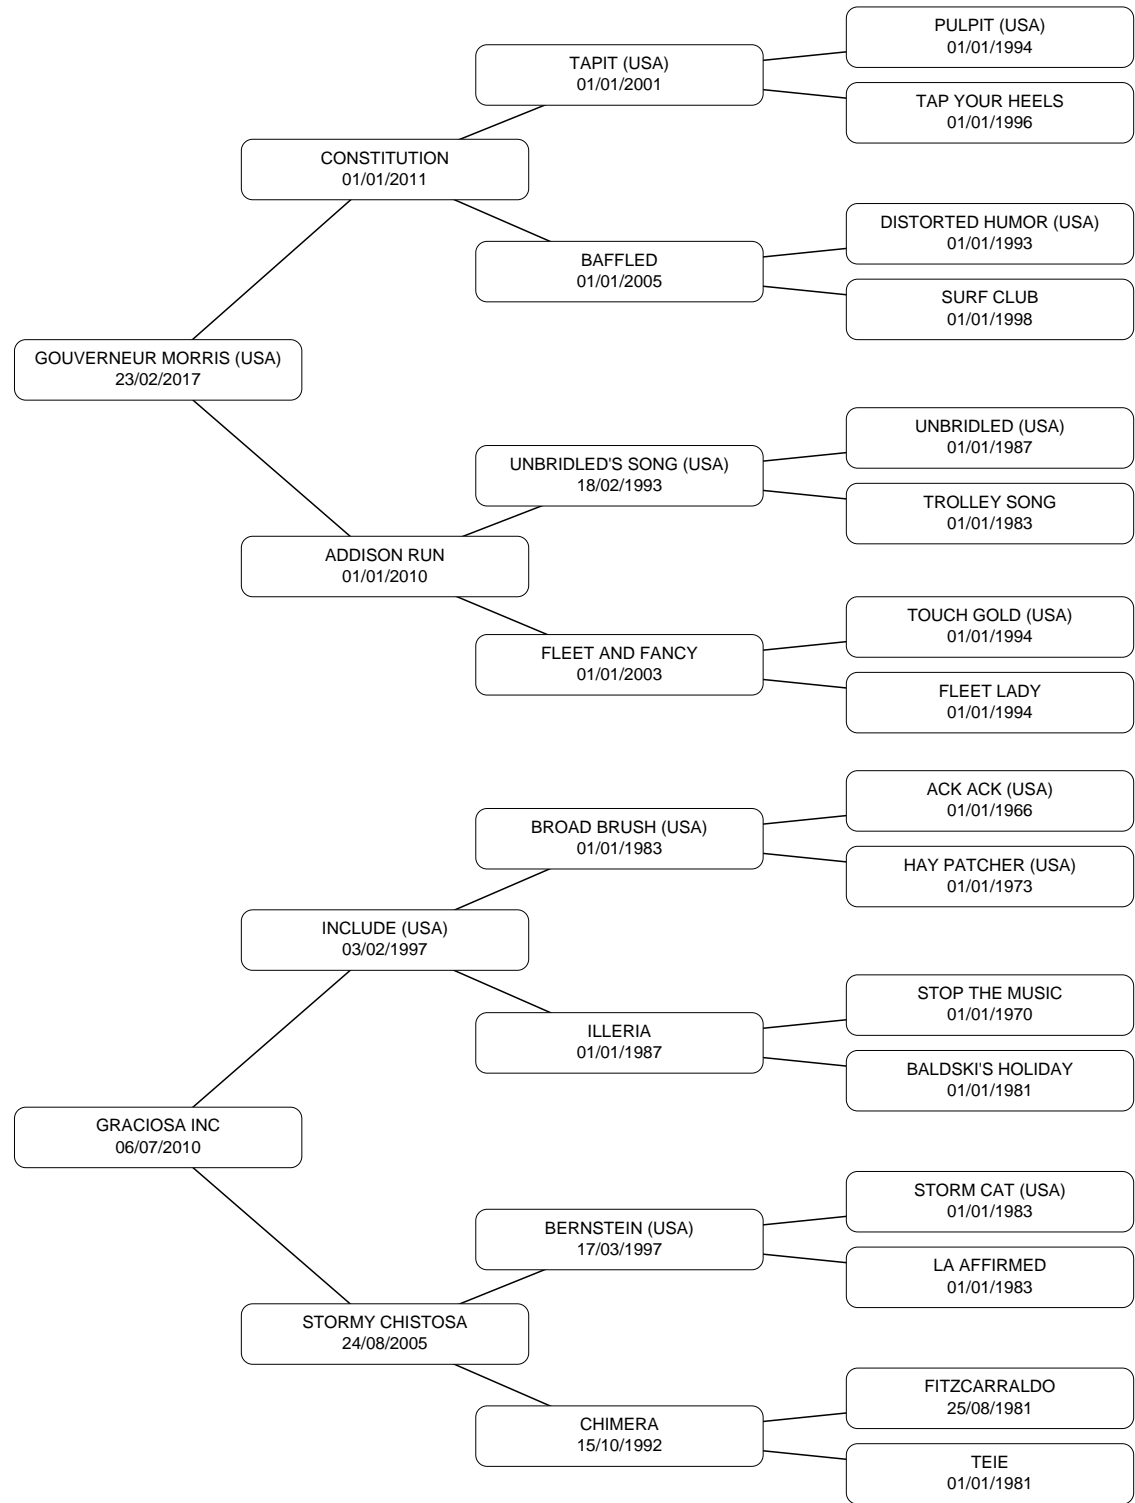 PULPIT (USA)
01/01/1994
TAPIT (USA)
01/01/2001
TAP YOUR HEELS
01/01/1996
CONSTITUTION
01/01/2011
DISTORTED HUMOR (USA)
01/01/1993
BAFFLED
01/01/2005
SURF CLUB
01/01/1998
GOUVERNEUR MORRIS (USA)
23/02/2017
UNBRIDLED (USA)
01/01/1987
UNBRIDLED'S SONG (USA)
18/02/1993
TROLLEY SONG
01/01/1983
ADDISON RUN
01/01/2010
TOUCH GOLD (USA)
01/01/1994
FLEET AND FANCY
01/01/2003
FLEET LADY
01/01/1994
ACK ACK (USA)
01/01/1966
BROAD BRUSH (USA)
01/01/1983
HAY PATCHER (USA)
01/01/1973
INCLUDE (USA)
03/02/1997
STOP THE MUSIC
01/01/1970
ILLERIA
01/01/1987
BALDSKI'S HOLIDAY
01/01/1981
GRACIOSA INC
06/07/2010
STORM CAT (USA)
01/01/1983
BERNSTEIN (USA)
17/03/1997
LA AFFIRMED
01/01/1983
STORMY CHISTOSA
24/08/2005
FITZCARRALDO
25/08/1981
CHIMERA
15/10/1992
TEIE
01/01/1981